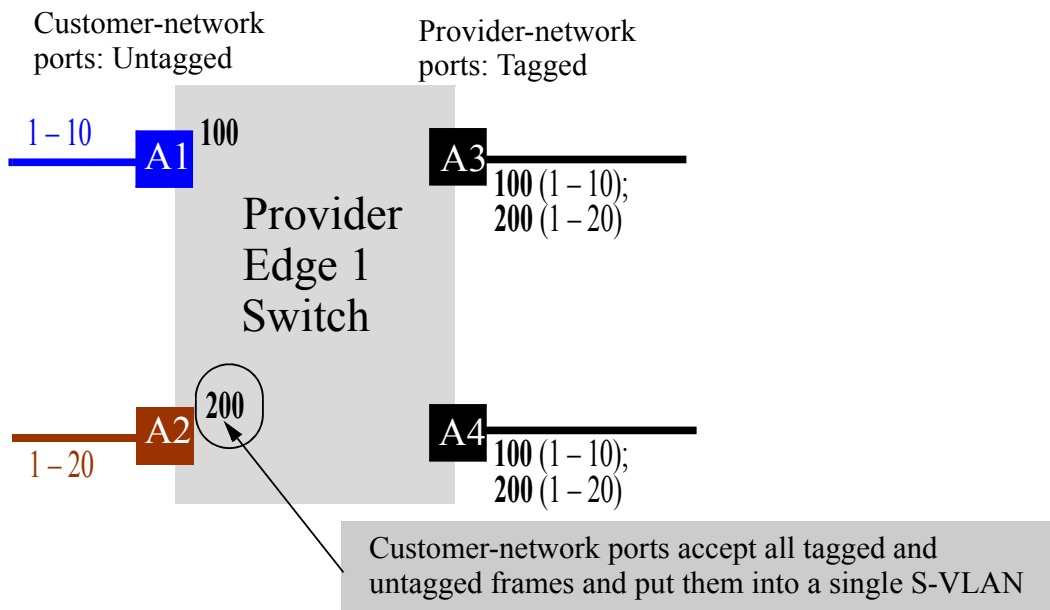 Customer-network
ports: Untagged
Provider-network
ports: Tagged
1 – 10
A1
100
A3
100 (1 – 10);
200 (1 – 20)
Provider
Edge 1
Switch
200
A2
1 – 20
A4
100 (1 – 10);
200 (1 – 20)
Customer-network ports accept all tagged and
untagged frames and put them into a single S-VLAN